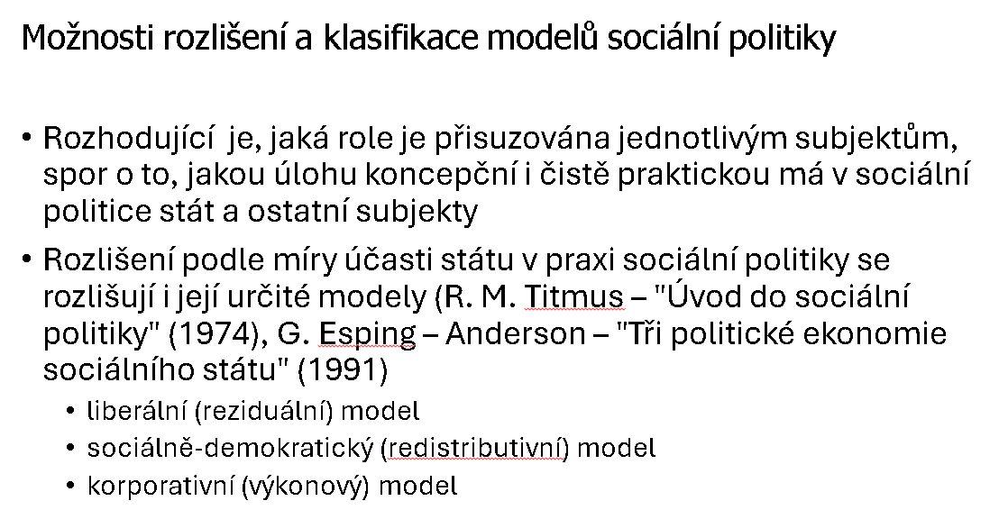 Možnosti rozlišení a klasifikace modelů sociální politiky
• Rozhodující  je, jaká role je přisuzována jednotlivým subjektům,
spor o to, jakou úlohu koncepční i čistě praktickou má v sociální
politice stát a ostatní subjekty
• Rozlišení podle míry účasti státu v praxi sociální politiky se
rozlišují i její určité modely (R. M. Titmus – "Úvod do sociální
politiky" (1974), G. Esping – Anderson – "Tři politické ekonomie
sociálního státu" (1991)
• liberální (reziduální) model
• sociálně-demokratický (redistributivní) model
• korporativní (výkonový) model